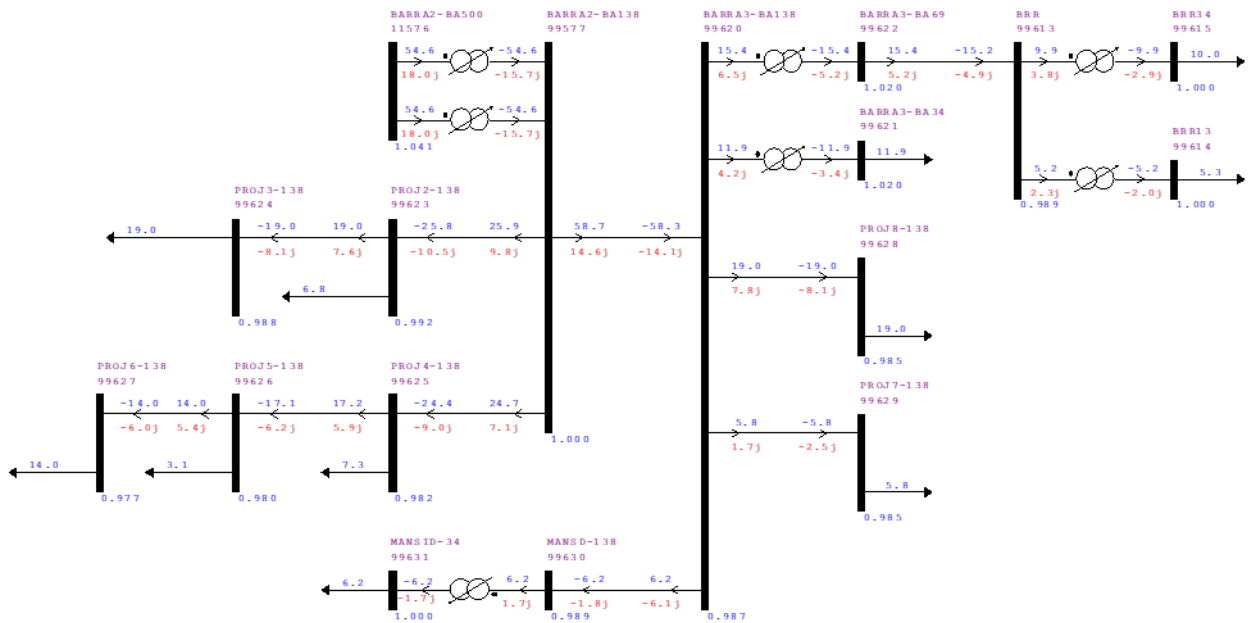 BARRA2-BA500 BARRA2-BA138 BARRA3-BA138 BARRA3-BA69 BRR BRR34
11576 99577 99620 99622 99613 99615
54.6 -54.6 15.4 -15.4 15.4 -15.2 9.9 -9.9 10.0
18.0j -15.7j 6.5j -5.2j 5.2j -4.9j 3.8j -2.9j
1.020 1.000
54.6 -54.6 BARRA3-BA34
18.0j -15.7j 99621 BRR13
1.041 11.9 -11.9 11.9 99614
4.2j -3.4j
1.020 5.2 -5.2 5.3
2.3j -2.0j
PROJ3-138 PROJ2-138 0.989 1.000
99624 99623
19.0 -19.0 19.0 -25.8 25.9 58.7 -58.3 PROJ8-138
-8.1j 7.6j -10.5j 9.8j 14.6j -14.1j 99628
19.0 -19.0
7.8j -8.1j
6.8
0.988 0.992 19.0
0.985
PROJ6-138 PROJ5-138 PROJ4-138
99627 99626 99625 PROJ7-138
99629
-14.0 14.0 -17.1 17.2 -24.4 24.7
-6.0j 5.4j -6.2j 5.9j -9.0j 7.1j
1.000 5.8 -5.8
1.7j -2.5j
14.0 3.1 7.3
0.977 0.980 0.982 5.8
0.985
MANSID-34 MANSD-138
99631 99630
6.2 -6.2 6.2 -6.2 6.2
-1.7j 1.7j -1.8j -6.1j
1.000 0.989 0.987